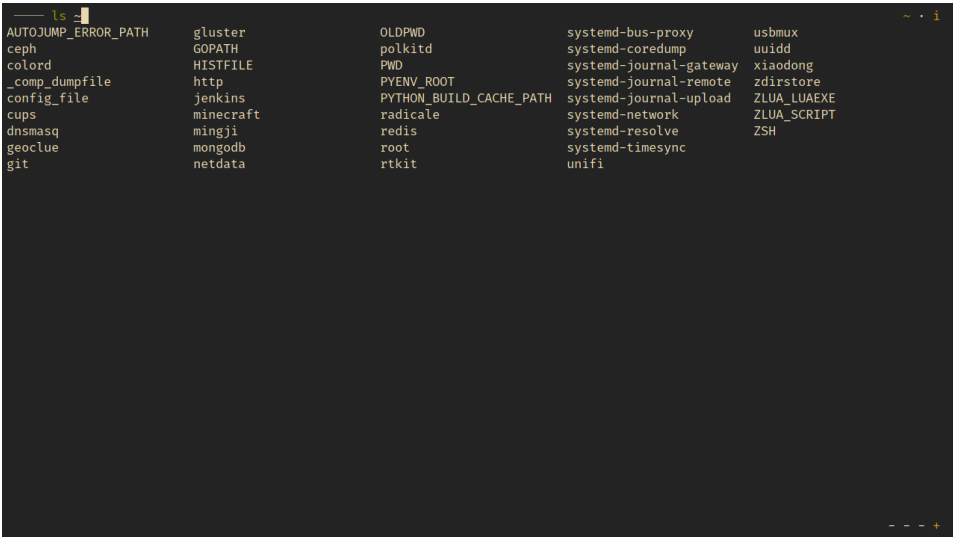 ls ~ ~ · i
AUTOJUMP_ERROR_PATH gluster OLDPWD systemd-bus-proxy usbmux
ceph GOPATH polkitd systemd-coredump uuidd
colord HISTFILE PWD systemd-journal-gateway xiaodong
_comp_dumpfile http PYENV_ROOT systemd-journal-remote zdirstore
config_file jenkins PYTHON_BUILD_CACHE_PATH systemd-journal-upload ZLUA_LUAEXE
cups minecraft radicale systemd-network ZLUA_SCRIPT
dnsmasq mingji redis systemd-resolve ZSH
geoclue mongodb root systemd-timesync
git netdata rtkit unifi
- - - +